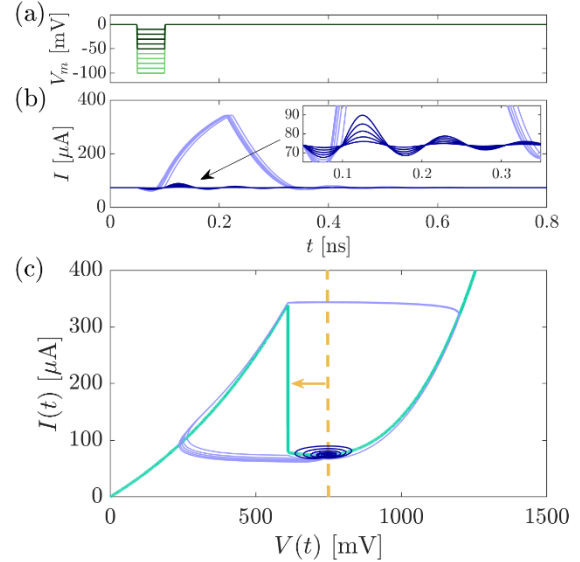 (a)
V_m [mV]
0
-50
-100
(b)
I [μA]
400
200
0
90
80
70
0.1 0.2 0.3
0 0.2 0.4 0.6 0.8
t [ns]
(c)
I(t) [μA]
400
300
200
100
0
0 500 1000 1500
V(t) [mV]